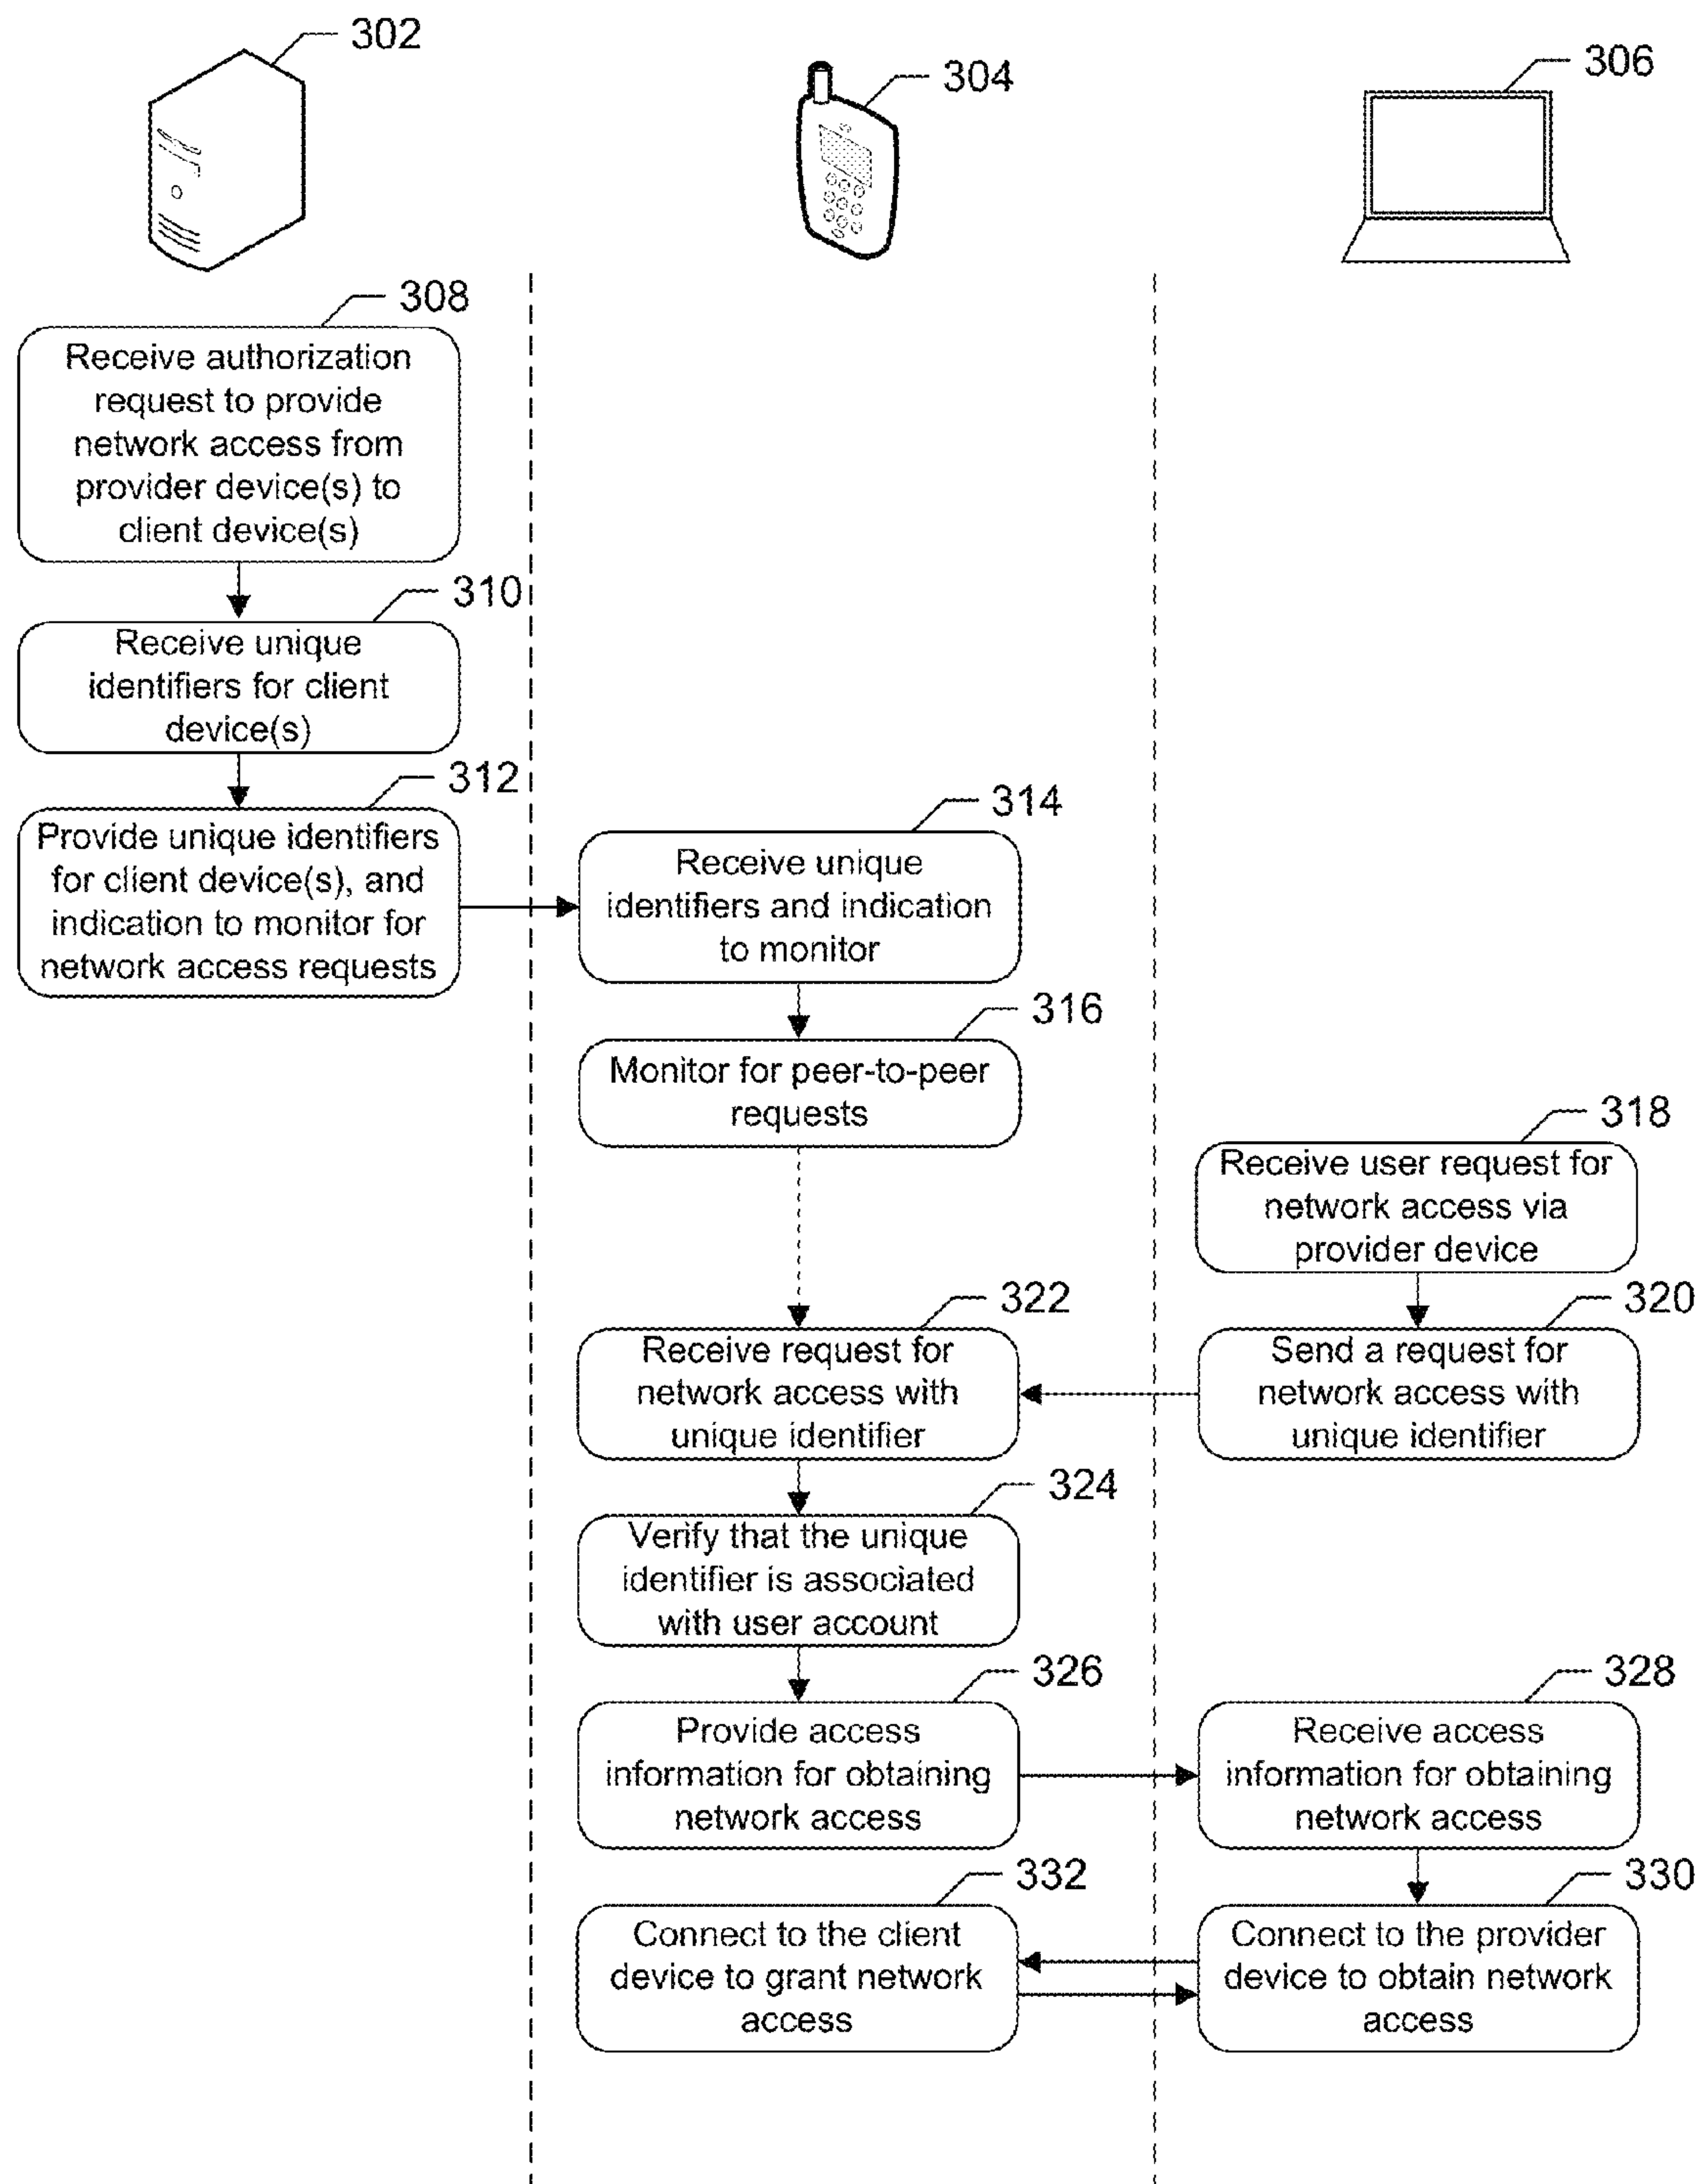 302
304
306
308
Receive authorization
request to provide
network access from
provider device(s) to
client device(s)
310
Receive unique
identifiers for client
device(s)
312
Provide unique identifiers
for client device(s), and
indication to monitor for
network access requests
314
Receive unique
identifiers and indication
to monitor
316
Monitor for peer-to-peer
requests
318
Receive user request for
network access via
provider device
320
Send a request for
network access with
unique identifier
322
Receive request for
network access with
unique identifier
324
Verify that the unique
identifier is associated
with user account
326
Provide access
information for obtaining
network access
328
Receive access
information for obtaining
network access
330
Connect to the provider
device to obtain network
access
332
Connect to the client
device to grant network
access